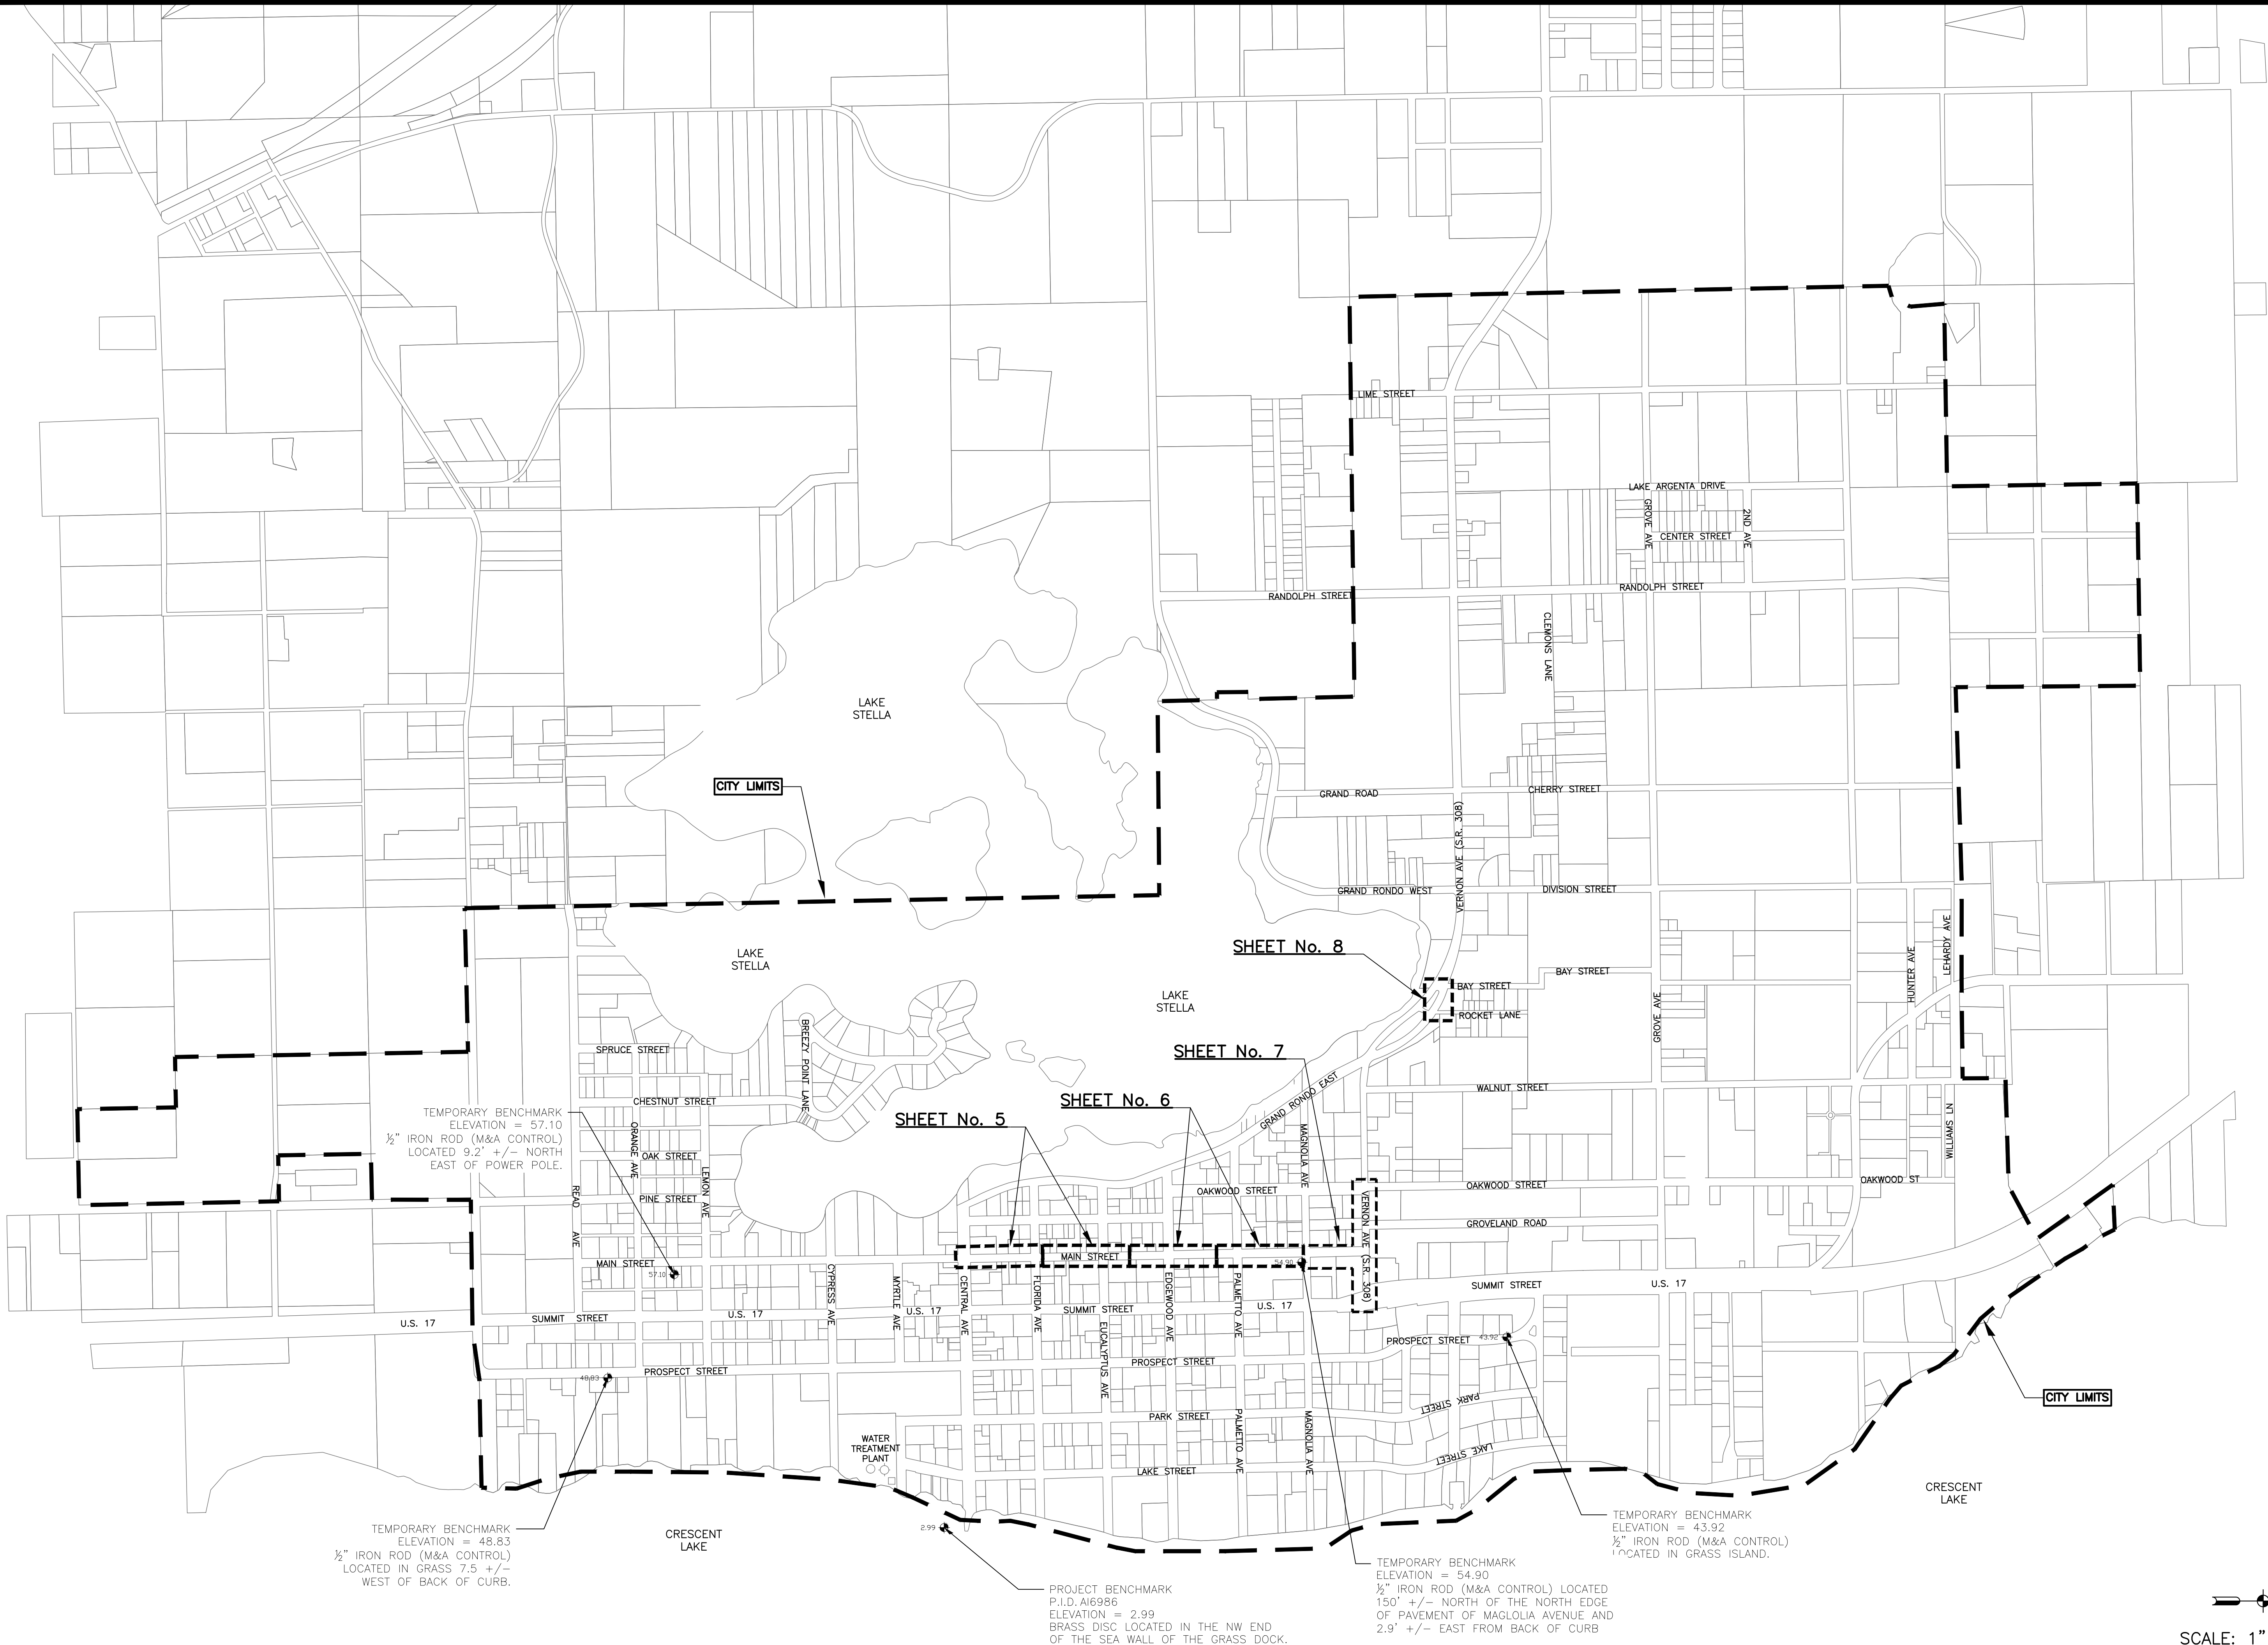 LIME STREET
LAKE ARGENTA DRIVE
GROVE AVE
2ND AVE
CENTER STREET
RANDOLPH STREET
RANDOLPH STREET
CLEMONS LANE
LAKE
STELLA
CITY LIMITS
GRAND ROAD
CHERRY STREET
VERNON AVE (S.R. 308)
GRAND RONDO WEST
DIVISION STREET
SHEET No. 8
LAKE
STELLA
LAKE
STELLA
BAY STREET
BAY STREET
ROCKET LANE
GROVE AVE
HUNTER AVE
LEHARDY AVE
SPRUCE STREET
BREEZY POINT LANE
SHEET No. 7
GRAND RONDO EAST
WALNUT STREET
CHESTNUT STREET
SHEET No. 6
SHEET No. 5
TEMPORARY BENCHMARK
ELEVATION = 57.10
½" IRON ROD (M&A CONTROL)
LOCATED 9.2' +/- NORTH
EAST OF POWER POLE.
ORANGE AVE
OAK STREET
LEMON AVE
MAGNOLIA AVE
WILLIAMS LN
READ AVE
PINE STREET
OAKWOOD STREET
OAKWOOD STREET
OAKWOOD ST
VERNON AVE (S.R. 308)
GROVELAND ROAD
MAIN STREET
57.10
MAIN STREET
54.90
CYPRESS AVE
MYRTLE AVE
CENTRAL AVE
FLORIDA AVE
EDGEWOOD AVE
PALMETTO AVE
SUMMIT STREET
U.S. 17
U.S. 17
SUMMIT STREET
U.S. 17
U.S. 17
SUMMIT STREET
U.S. 17
EUCALYPTUS AVE
PROSPECT STREET
43.92
PROSPECT STREET
48.83
PROSPECT STREET
PARK STREET
PARK STREET
PALMETTO AVE
MAGNOLIA AVE
CITY LIMITS
WATER
TREATMENT
PLANT
LAKE STREET
LAKE STREET
CRESCENT
LAKE
2.99
CRESCENT
LAKE
TEMPORARY BENCHMARK
ELEVATION = 48.83
½" IRON ROD (M&A CONTROL)
LOCATED IN GRASS 7.5 +/-
WEST OF BACK OF CURB.
TEMPORARY BENCHMARK
ELEVATION = 43.92
½" IRON ROD (M&A CONTROL)
LOCATED IN GRASS ISLAND.
PROJECT BENCHMARK
P.I.D. AI6986
ELEVATION = 2.99
BRASS DISC LOCATED IN THE NW END
OF THE SEA WALL OF THE GRASS DOCK.
TEMPORARY BENCHMARK
ELEVATION = 54.90
½" IRON ROD (M&A CONTROL) LOCATED
150' +/- NORTH OF THE NORTH EDGE
OF PAVEMENT OF MAGLOLIA AVENUE AND
2.9' +/- EAST FROM BACK OF CURB
SCALE: 1"